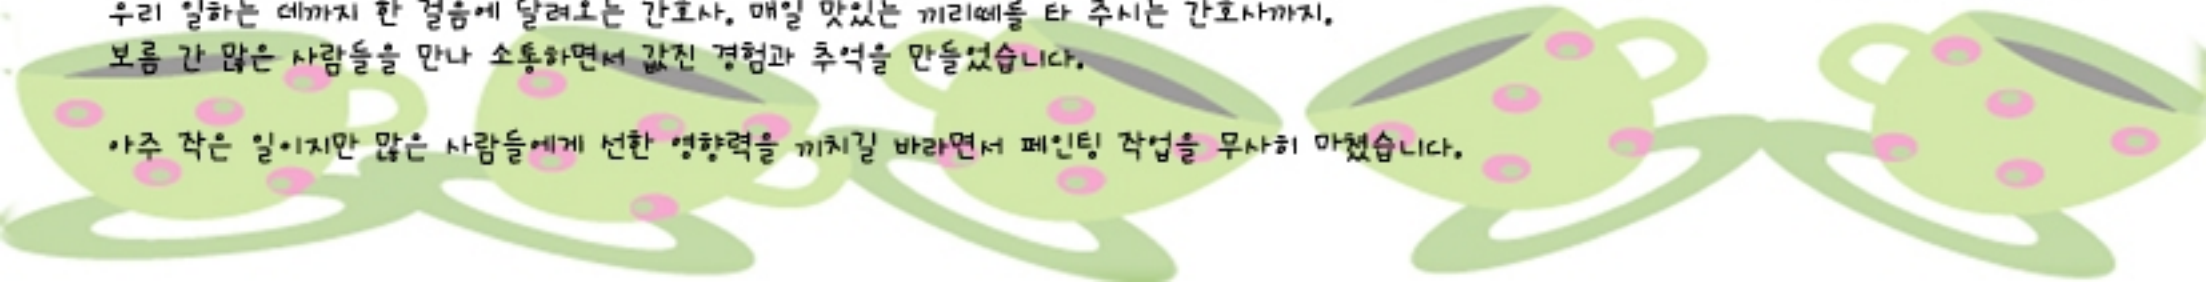 우리 일하는 데까지 한 걸음에 달려오는 간호사. 매일 맛있는 끼리떼를 타 주시는 간호사까지.
보름 간 많은 사람들을 만나 소통하면서 값진 경험과 추억을 만들었습니다.
아주 작은 일이지만 많은 사람들에게 선한 영향력을 끼치길 바라면서 페인팅 작업을 무사히 마쳤습니다.